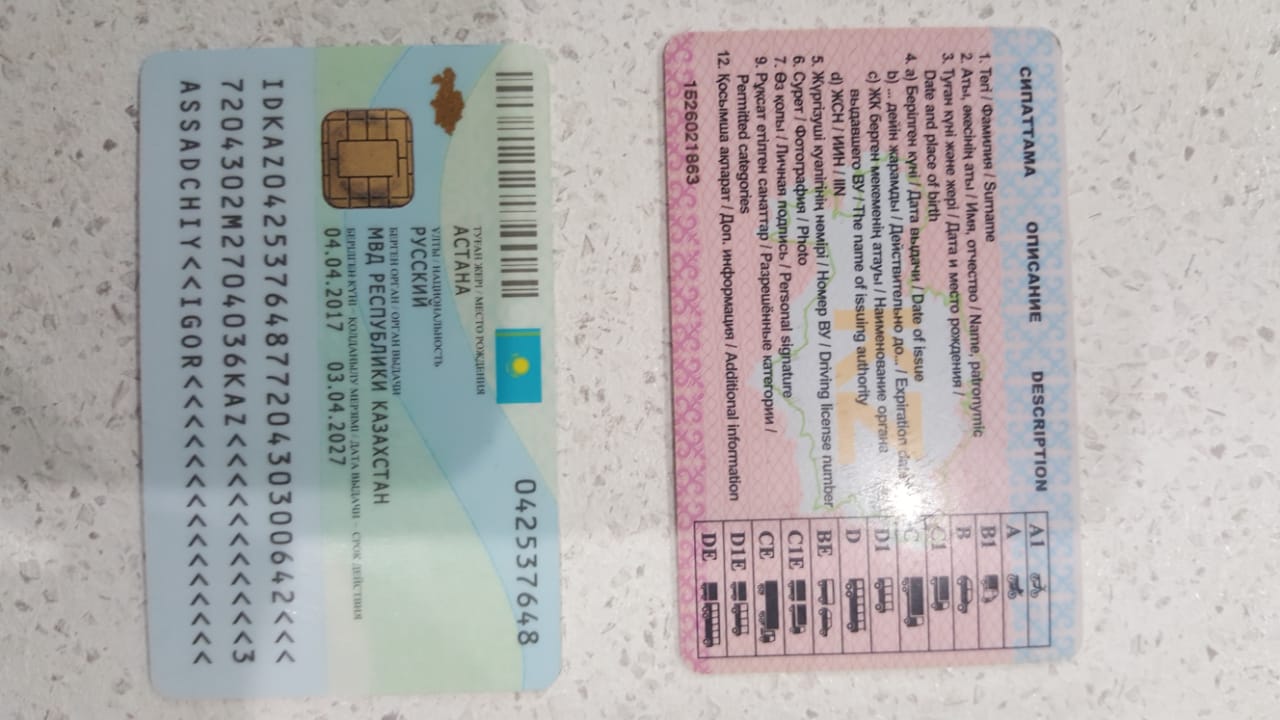 042537648
ТУҒАН ЖЕРІ / МЕСТО РОЖДЕНИЯ
АСТАНА
ҰЛТЫ / НАЦИОНАЛЬНОСТЬ
РУССКИЙ
БЕРГЕН ОРГАН / ОРГАН ВЫДАЧИ
МВД РЕСПУБЛИКИ КАЗАХСТАН
БЕРІЛГЕН КҮНІ - ҚОЛДАНЫЛУ МЕРЗІМІ / ДАТА ВЫДАЧИ - СРОК ДЕЙСТВИЯ
04.04.2017 03.04.2027
IDKAZ0425376487720430300642<<<
7204302M2704036KAZ<<<<<<<<<<<3
ASSADCHIY<<IGOR<<<<<<<<<<<<<<<
СИПАТТАМА ОПИСАНИЕ DESCRIPTION
1. Тегі / Фамилия / Surname
2. Аты, әкесінің аты / Имя, отчество / Name, patronymic
3. Туған күні және жері / Дата и место рождения /
Date and place of birth
4. a) Берілген күні / Дата выдачи / Date of issue
b) ... дейін жарамды / Действительно до... / Expiration date
c) ЖК берген мекеменің атауы / Наименование органа
выдавшего ВУ / The name of issuing authority
d) ЖСН / ИИН / IIN
5. Жүргізуші куәлігінің нөмірі / Номер ВУ / Driving license number
6. Сурет / Фотография / Photo
7. Өз қолы / Личная подпись / Personal signature
9. Рұқсат етілген санаттар / Разрешённые категории /
Permitted categories
12. Қосымша ақпарат / Доп. информация / Additional information
1526021863
A1
A
B1
B
C1
C
D1
D
BE
C1E
CE
D1E
DE
KZ